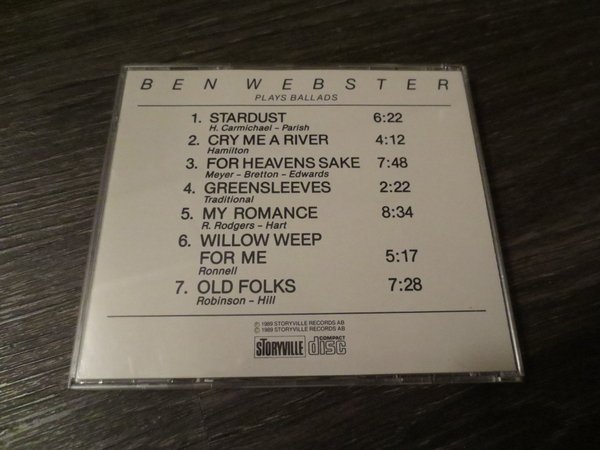 BEN WEBSTER
PLAYS BALLADS
1. STARDUST 6:22
H. Carmichael – Parish
2. CRY ME A RIVER 4:12
Hamilton
3. FOR HEAVENS SAKE 7:48
Meyer – Bretton – Edwards
4. GREENSLEEVES 2:22
Traditional
5. MY ROMANCE 8:34
R. Rodgers – Hart
6. WILLOW WEEP
FOR ME 5:17
Ronnell
7. OLD FOLKS 7:28
Robinson – Hill
Ⓟ 1989 STORYVILLE RECORDS AB
© 1989 STORYVILLE RECORDS AB
STORYVILLE COMPACT disc